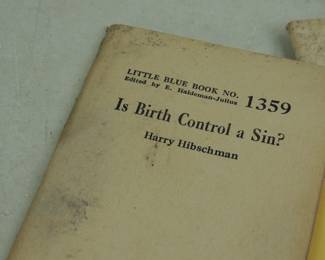 LITTLE BLUE BOOK NO. 1359
Edited by E. Haldeman-Julius
Is Birth Control a Sin?
Harry Hibschman